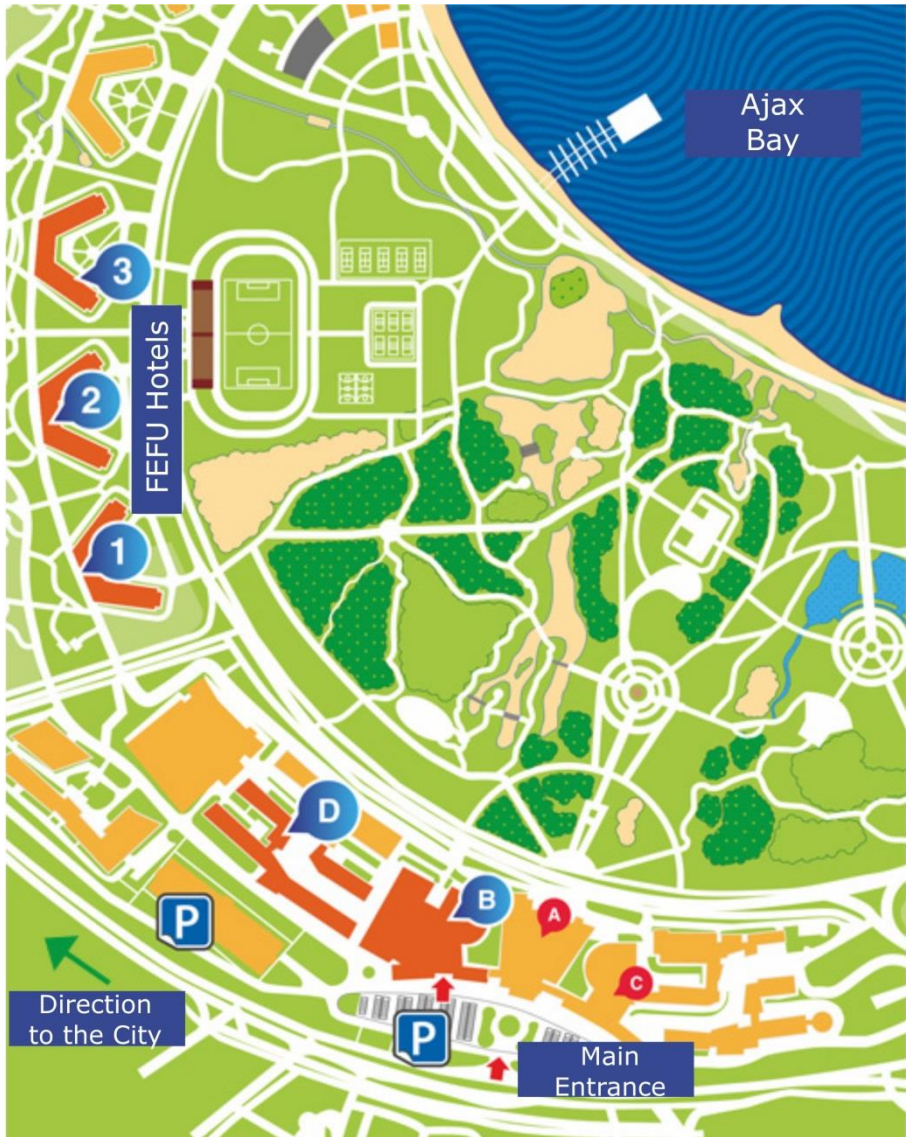 Ajax
Bay
3
FEFU Hotels
2
1
D
B
A
P
C
Direction
to the City
P
Main
Entrance